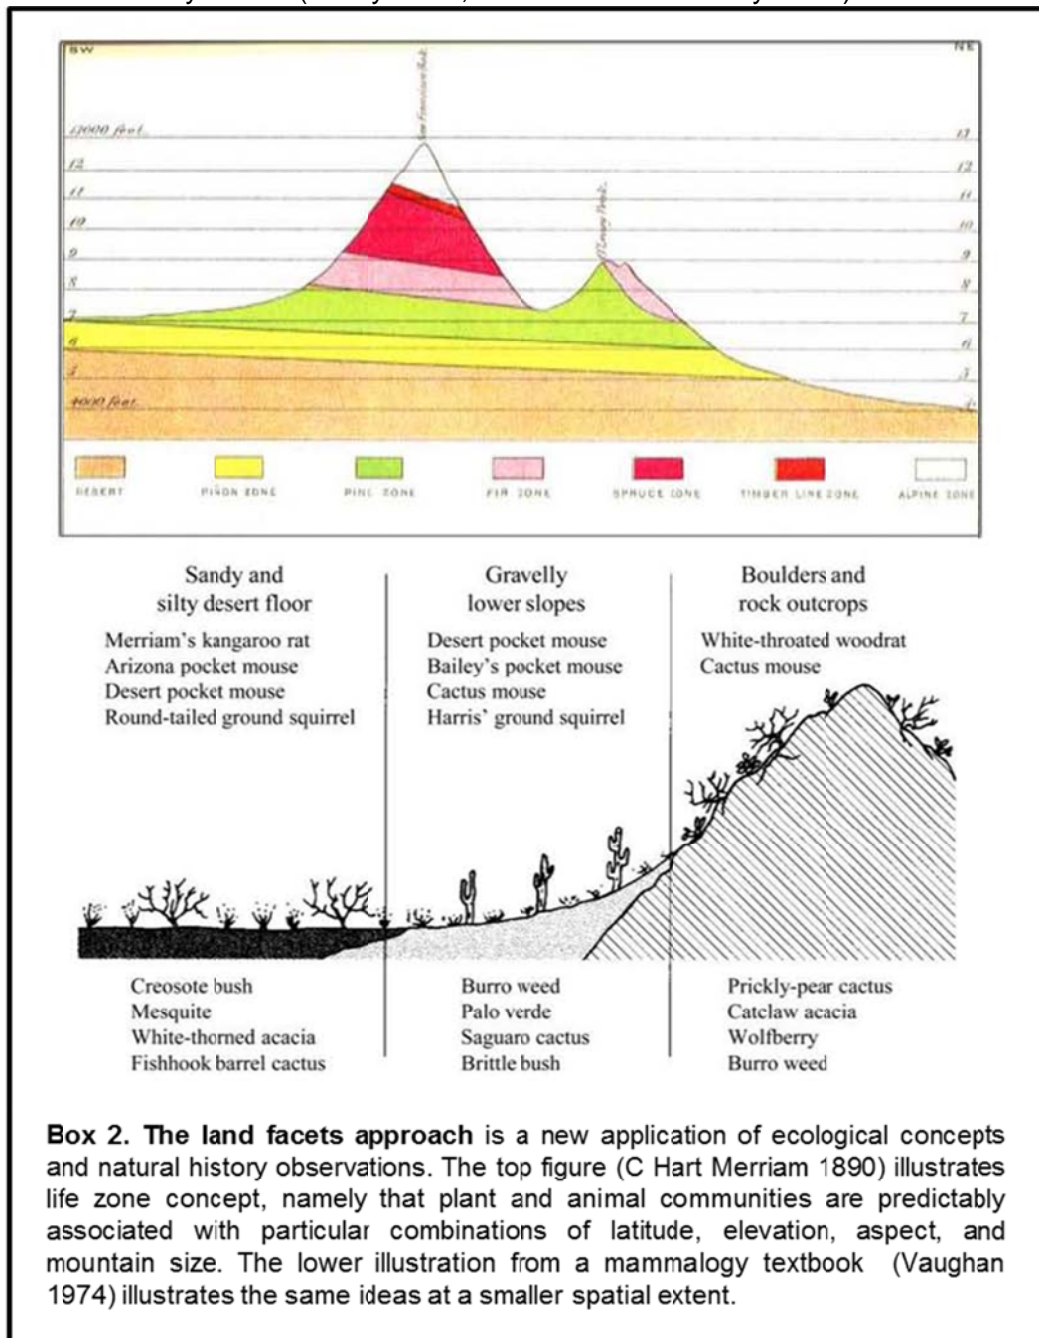 SW
NE
San Francisco Peak
O'Leary Peak
13000 feet
13
12
12
11
11
10
10
9
9
8
8
7
7
6
6
5
5
4000 feet
4
DESERT
PIÑON ZONE
PINE ZONE
FIR ZONE
SPRUCE ZONE
TIMBER LINE ZONE
ALPINE ZONE
Sandy and
silty desert floor
Merriam's kangaroo rat
Arizona pocket mouse
Desert pocket mouse
Round-tailed ground squirrel
Gravelly
lower slopes
Desert pocket mouse
Bailey's pocket mouse
Cactus mouse
Harris' ground squirrel
Boulders and
rock outcrops
White-throated woodrat
Cactus mouse
Creosote bush
Mesquite
White-thorned acacia
Fishhook barrel cactus
Burro weed
Palo verde
Saguaro cactus
Brittle bush
Prickly-pear cactus
Catclaw acacia
Wolfberry
Burro weed
Box 2. The land facets approach is a new application of ecological concepts
and natural history observations. The top figure (C Hart Merriam 1890) illustrates
life zone concept, namely that plant and animal communities are predictably
associated with particular combinations of latitude, elevation, aspect, and
mountain size. The lower illustration from a mammalogy textbook (Vaughan
1974) illustrates the same ideas at a smaller spatial extent.